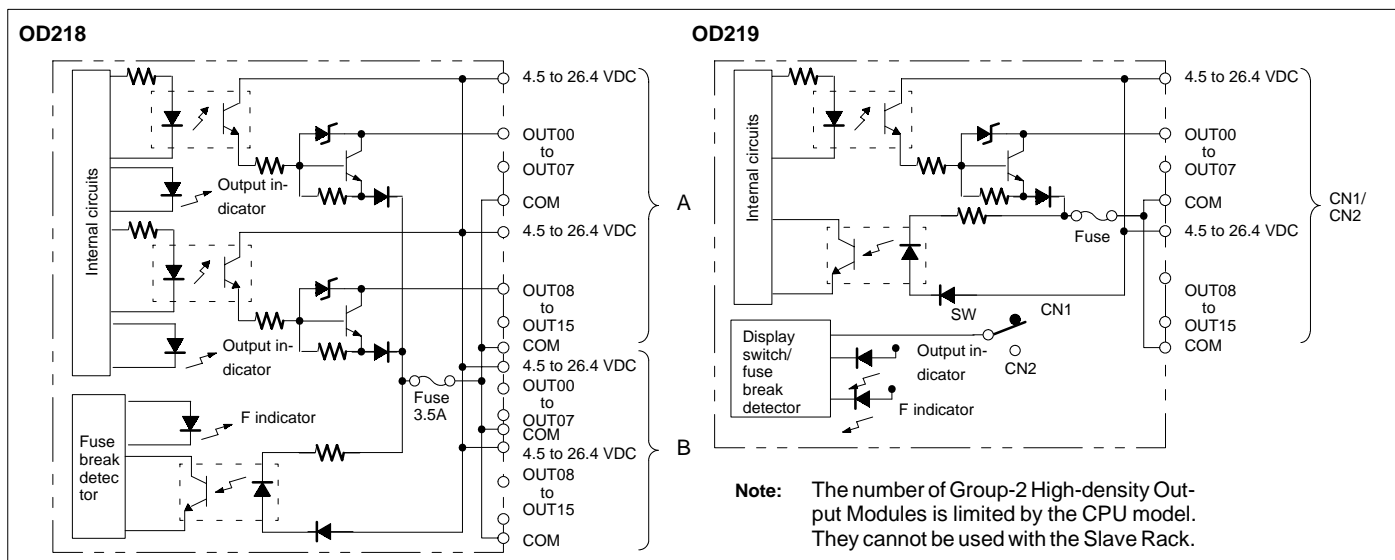 OD218
Internal circuits
Output in-
dicator
Output in-
dicator
Fuse
break
detec
tor
F indicator
Fuse
3.5A
4.5 to 26.4 VDC
OUT00
to
OUT07
COM
4.5 to 26.4 VDC
OUT08
to
OUT15
COM
4.5 to 26.4 VDC
OUT00
to
OUT07
COM
4.5 to 26.4 VDC
OUT08
to
OUT15
COM
A
B
OD219
Internal circuits
Fuse
SW
CN1
CN2
Display
switch/
fuse
break
detector
Output in-
dicator
F indicator
4.5 to 26.4 VDC
OUT00
to
OUT07
COM
4.5 to 26.4 VDC
OUT08
to
OUT15
COM
CN1/
CN2
Note: The number of Group-2 High-density Out-
put Modules is limited by the CPU model.
They cannot be used with the Slave Rack.